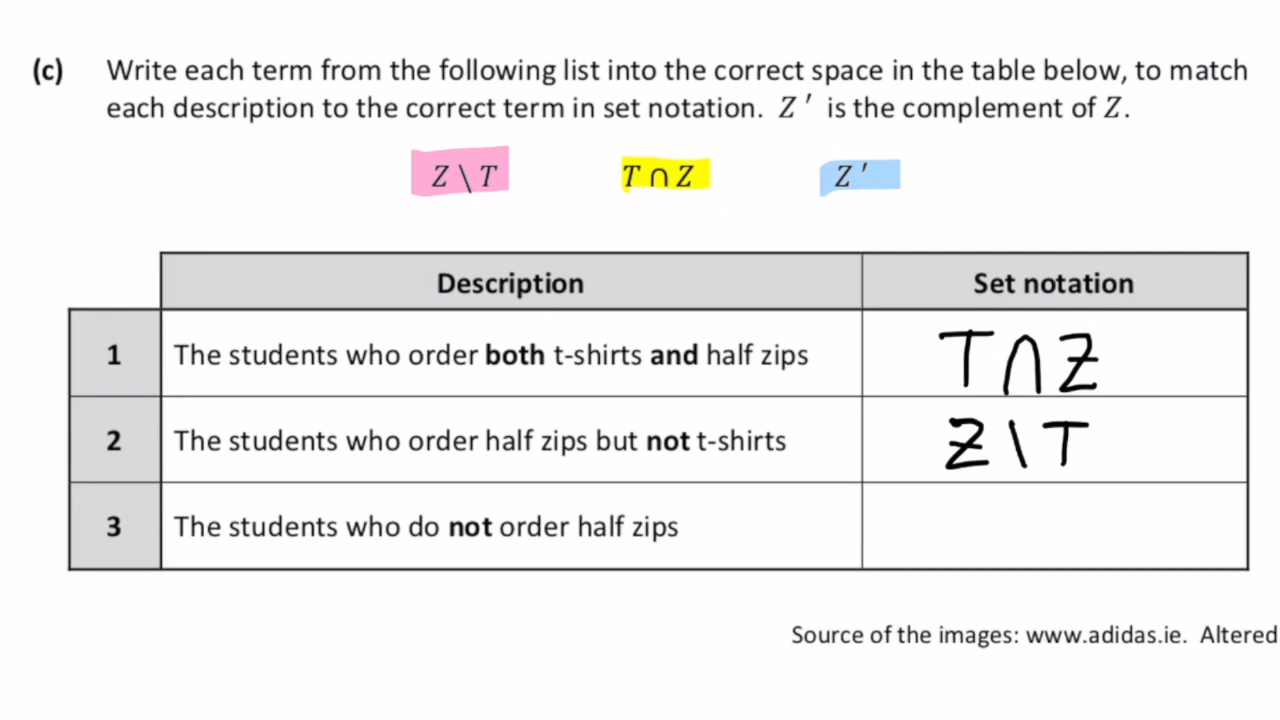 (c) Write each term from the following list into the correct space in the table below, to match
each description to the correct term in set notation. Z ′ is the complement of Z.
Z \ T T ∩ Z Z ′
Description Set notation
1 The students who order both t-shirts and half zips T ∩ Z
2 The students who order half zips but not t-shirts Z \ T
3 The students who do not order half zips
Source of the images: www.adidas.ie. Altered